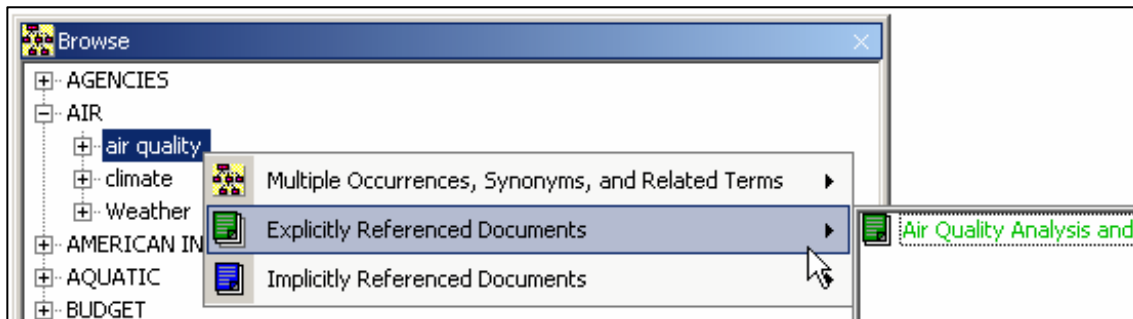 Browse
AGENCIES
AIR
air quality
climate
Weather
AMERICAN IN
AQUATIC
BUDGET
Multiple Occurrences, Synonyms, and Related Terms
Explicitly Referenced Documents
Implicitly Referenced Documents
Air Quality Analysis and